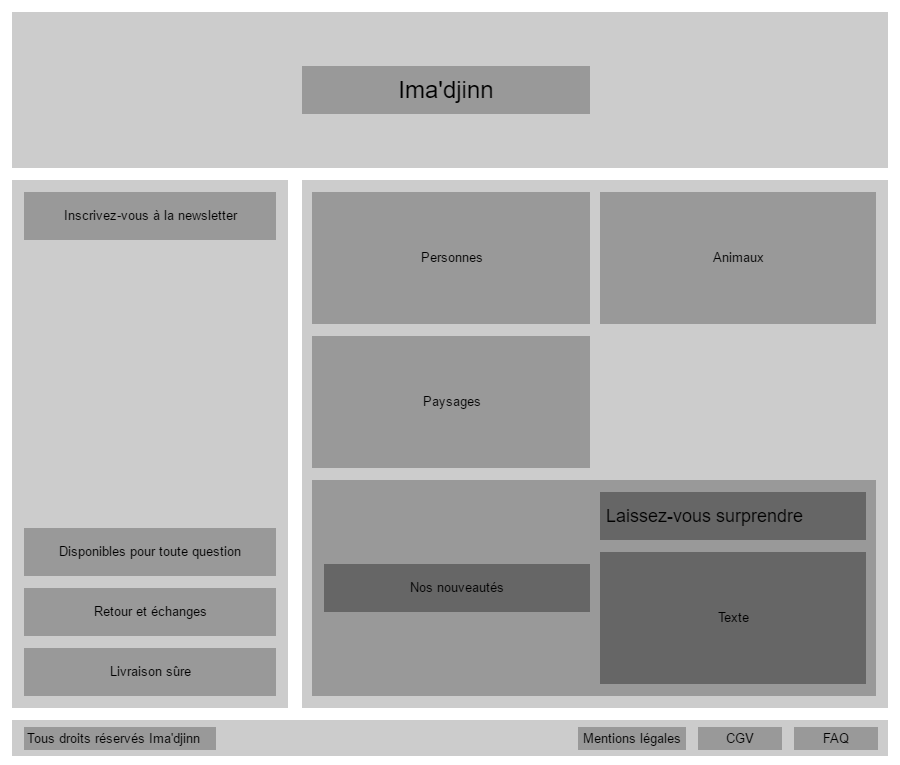 Ima'djinn
Inscrivez-vous à la newsletter
Disponibles pour toute question
Retour et échanges
Livraison sûre
Personnes
Animaux
Paysages
Nos nouveautés
Laissez-vous surprendre
Texte
Tous droits réservés Ima'djinn
Mentions légales
CGV
FAQ